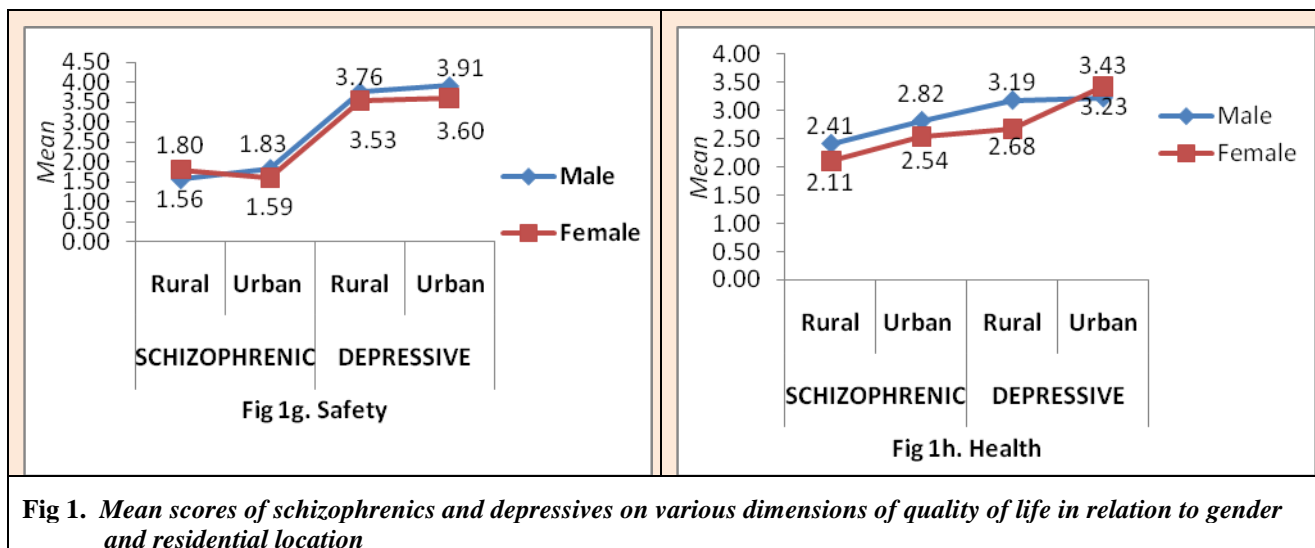 4.50
4.00
3.50
3.00
2.50
2.00
1.50
1.00
0.50
0.00
Mean
1.80
1.56
1.83
1.59
3.76
3.53
3.91
3.60
Male
Female
Rural Urban Rural Urban
SCHIZOPHRENIC DEPRESSIVE
Fig 1g. Safety
4.00
3.50
3.00
2.50
2.00
1.50
1.00
0.50
0.00
Mean
2.41
2.11
2.82
2.54
3.19
2.68
3.43
3.23
Male
Female
Rural Urban Rural Urban
SCHIZOPHRENIC DEPRESSIVE
Fig 1h. Health
Fig 1. Mean scores of schizophrenics and depressives on various dimensions of quality of life in relation to gender
and residential location